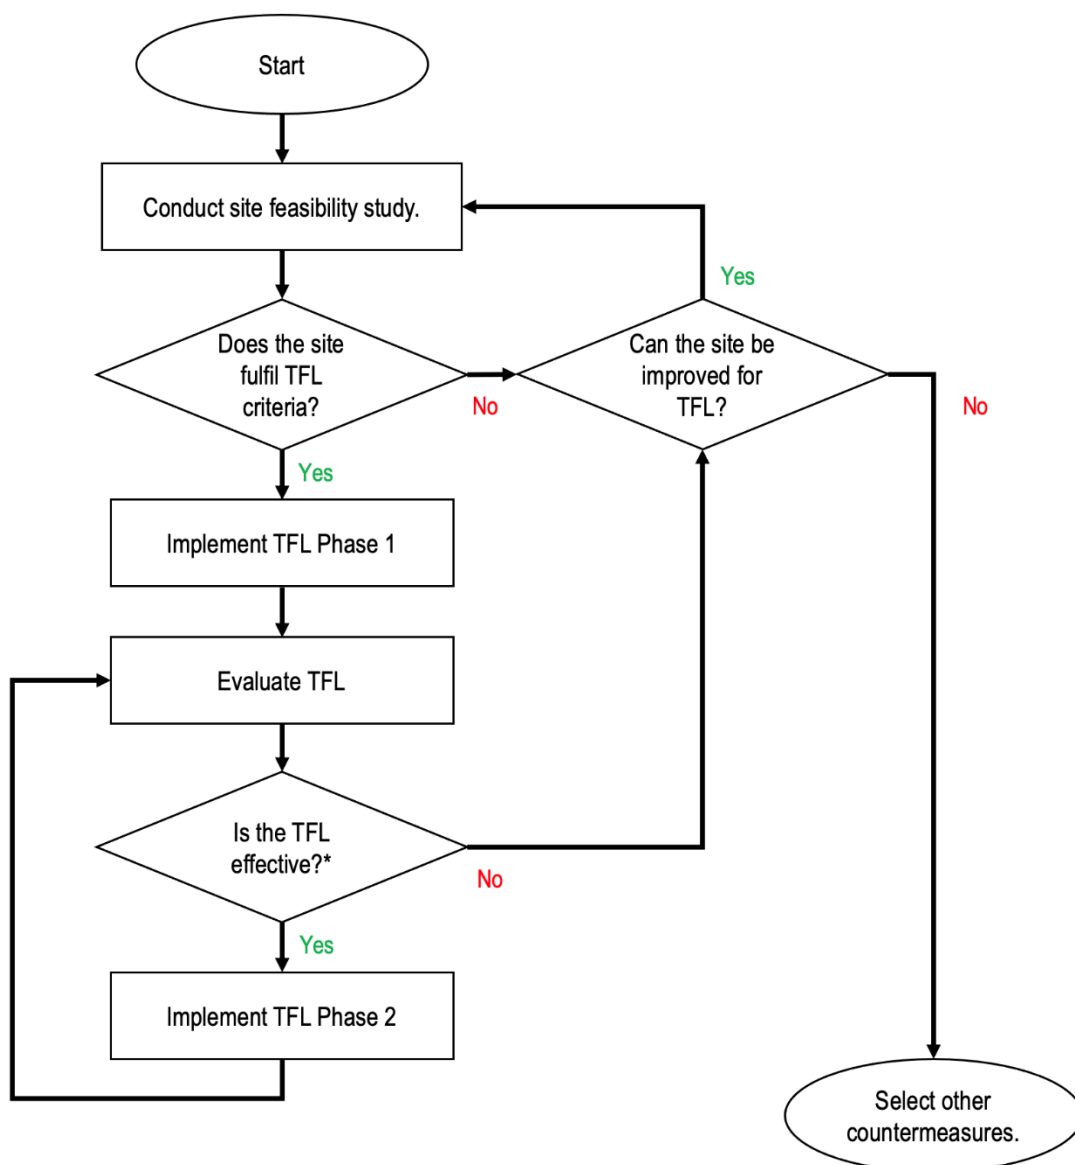 Start
Conduct site feasibility study.
Yes
Does the site
fulfil TFL
criteria?
No
Can the site be
improved for
TFL?
No
Yes
Implement TFL Phase 1
Evaluate TFL
Is the TFL
effective?*
No
Yes
Implement TFL Phase 2
Select other
countermeasures.